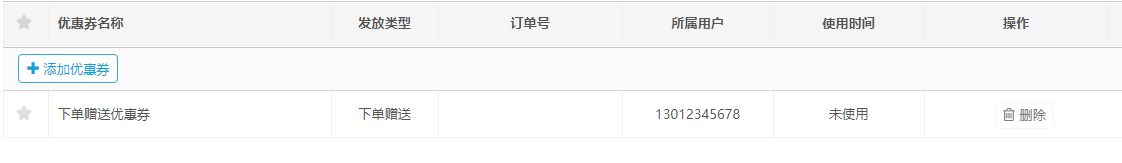 优惠券名称 发放类型 订单号 所属用户 使用时间 操作
添加优惠券
下单赠送优惠券 下单赠送 13012345678 未使用 删除